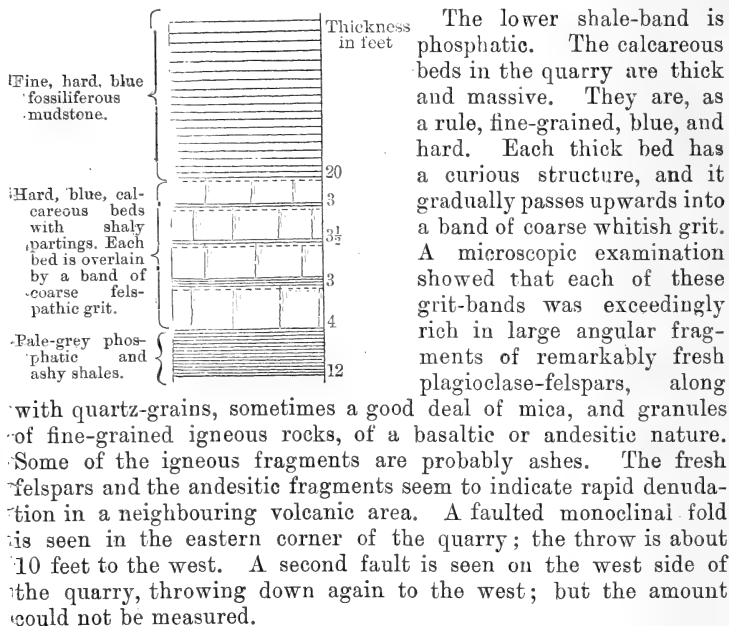 Thickness
in feet
Fine, hard, blue
fossiliferous
mudstone.
20
Hard, blue, cal-
careous beds
with shaly
partings. Each
bed is overlain
by a band of
coarse fels-
pathic grit.
3
3½
3
4
Pale-grey phos-
phatic and
ashy shales.
12
The lower shale-band is
phosphatic. The calcareous
beds in the quarry are thick
and massive. They are, as
a rule, fine-grained, blue, and
hard. Each thick bed has
a curious structure, and it
gradually passes upwards into
a band of coarse whitish grit.
A microscopic examination
showed that each of these
grit-bands was exceedingly
rich in large angular frag-
ments of remarkably fresh
plagioclase-felspars, along
with quartz-grains, sometimes a good deal of mica, and granules
of fine-grained igneous rocks, of a basaltic or andesitic nature.
Some of the igneous fragments are probably ashes. The fresh
felspars and the andesitic fragments seem to indicate rapid denuda-
tion in a neighbouring volcanic area. A faulted monoclinal fold
is seen in the eastern corner of the quarry; the throw is about
10 feet to the west. A second fault is seen on the west side of
the quarry, throwing down again to the west; but the amount
could not be measured.